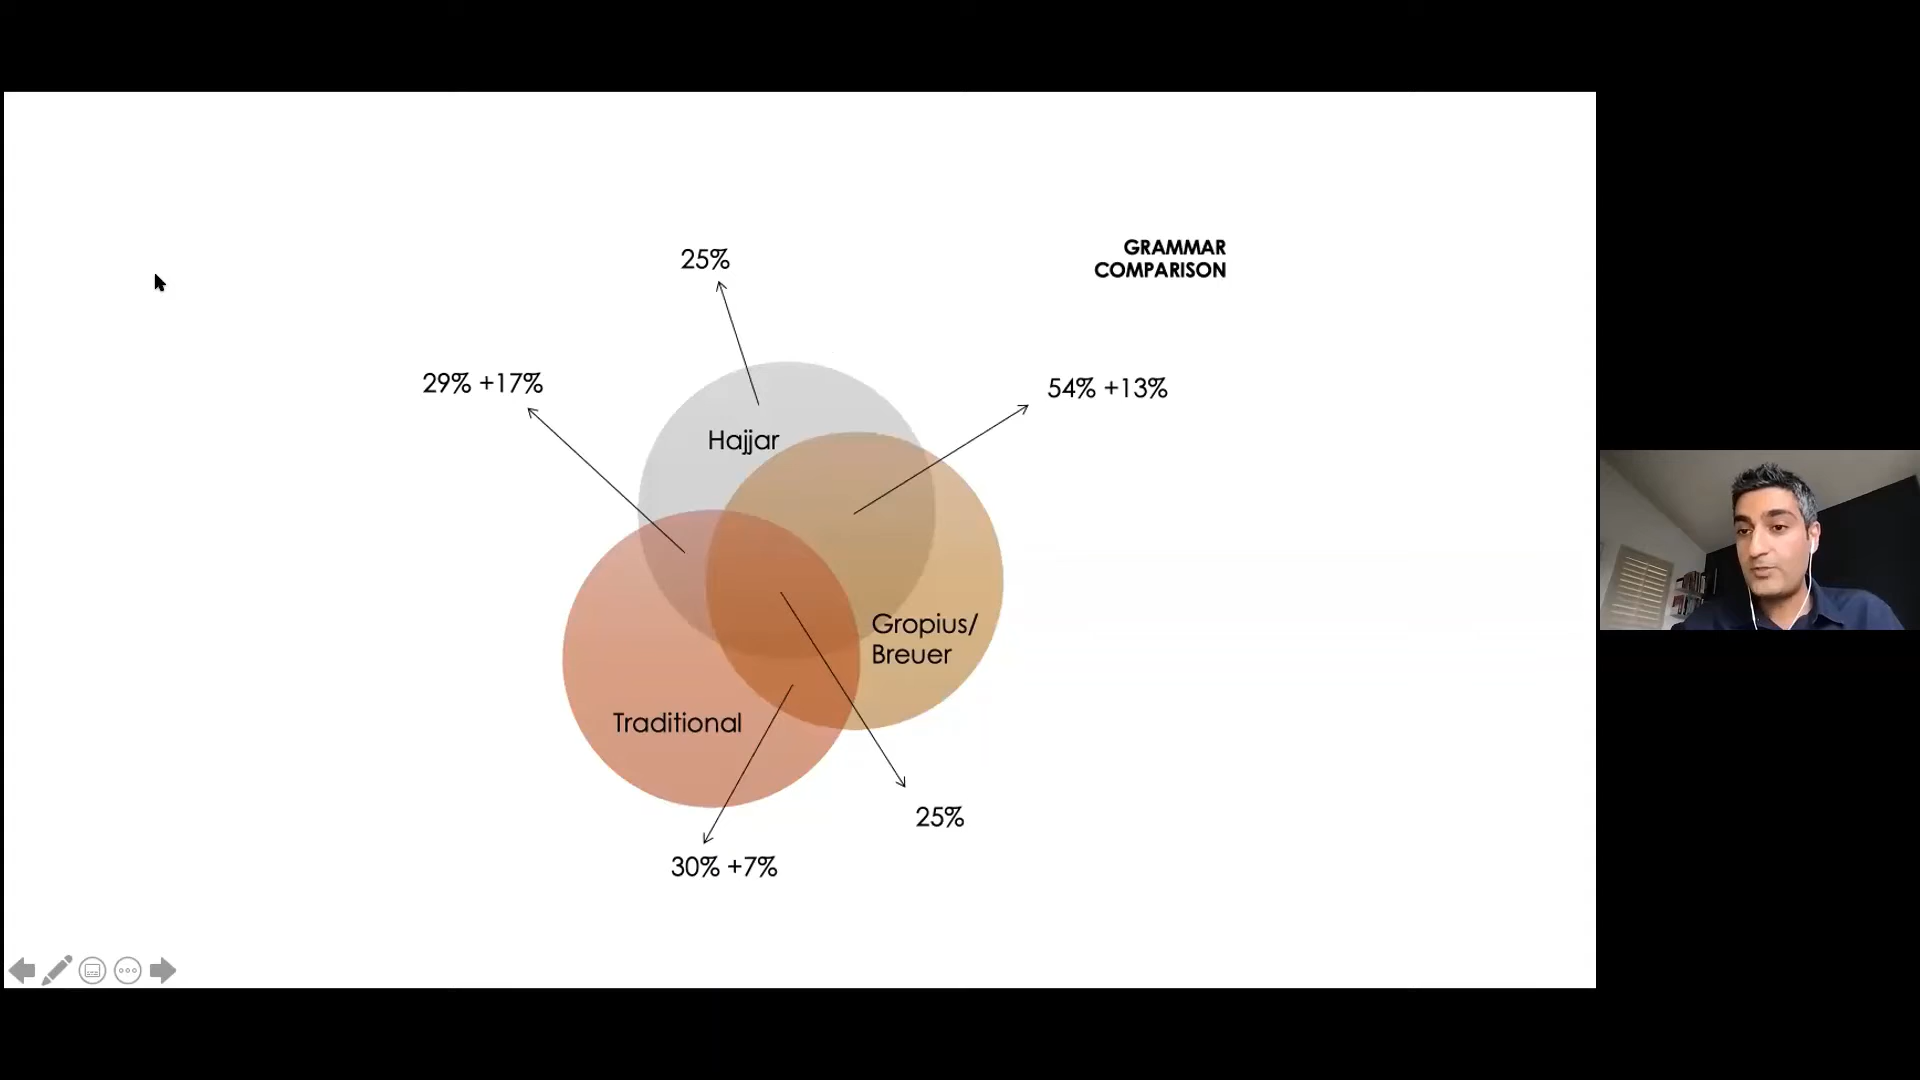 GRAMMAR
COMPARISON
25%
29% +17%
54% +13%
Hajjar
Gropius/
Breuer
Traditional
25%
30% +7%